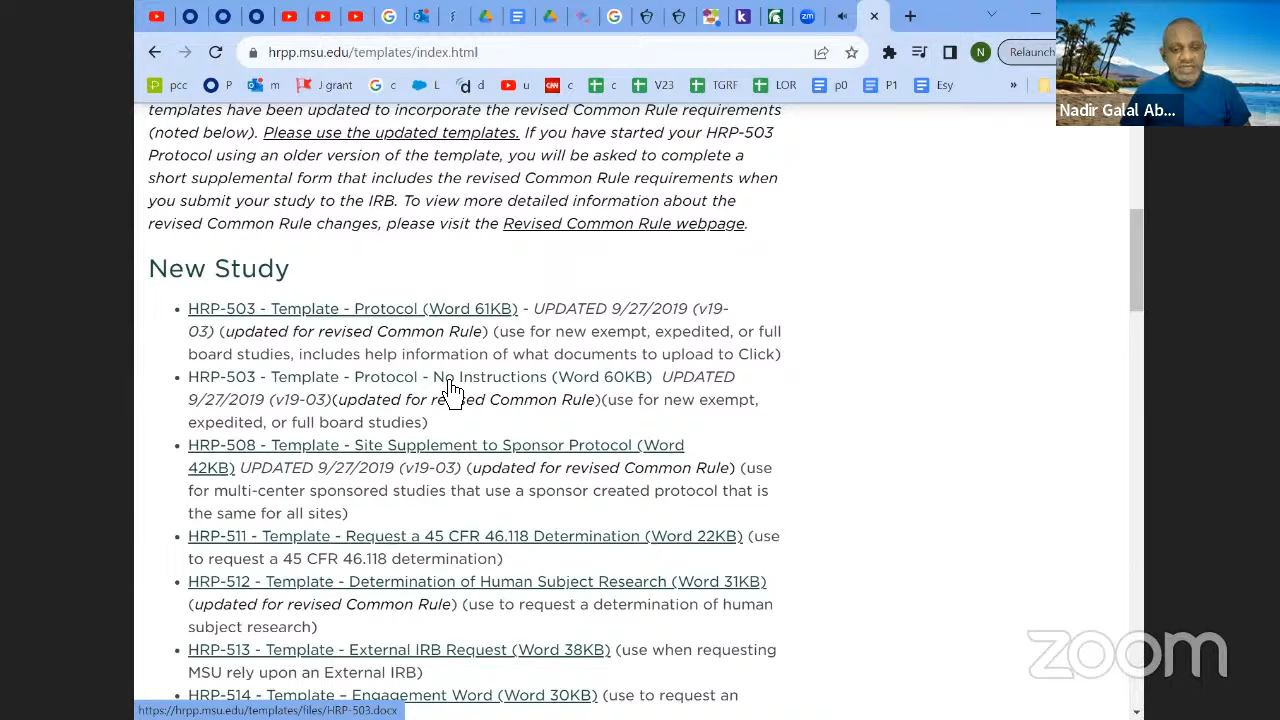 hrpp.msu.edu/templates/index.html
N
Relaunch
pcc
P
m
J grant
c
L
d
u
c
c
V23
TGRF
LOR
p0
P1
Esy
»
Nadir Galal Ab...
templates have been updated to incorporate the revised Common Rule requirements
(noted below). Please use the updated templates. If you have started your HRP-503
Protocol using an older version of the template, you will be asked to complete a
short supplemental form that includes the revised Common Rule requirements when
you submit your study to the IRB. To view more detailed information about the
revised Common Rule changes, please visit the Revised Common Rule webpage.
New Study
• HRP-503 - Template - Protocol (Word 61KB) - UPDATED 9/27/2019 (v19-
03) (updated for revised Common Rule) (use for new exempt, expedited, or full
board studies, includes help information of what documents to upload to Click)
• HRP-503 - Template - Protocol - No Instructions (Word 60KB) UPDATED
9/27/2019 (v19-03)(updated for revised Common Rule)(use for new exempt,
expedited, or full board studies)
• HRP-508 - Template - Site Supplement to Sponsor Protocol (Word
42KB) UPDATED 9/27/2019 (v19-03) (updated for revised Common Rule) (use
for multi-center sponsored studies that use a sponsor created protocol that is
the same for all sites)
• HRP-511 - Template - Request a 45 CFR 46.118 Determination (Word 22KB) (use
to request a 45 CFR 46.118 determination)
• HRP-512 - Template - Determination of Human Subject Research (Word 31KB)
(updated for revised Common Rule) (use to request a determination of human
subject research)
• HRP-513 - Template - External IRB Request (Word 38KB) (use when requesting
MSU rely upon an External IRB)
HRP-514 - Template – Engagement Word (Word 30KB) (use to request an
https://hrpp.msu.edu/templates/files/HRP-503.docx
zoom